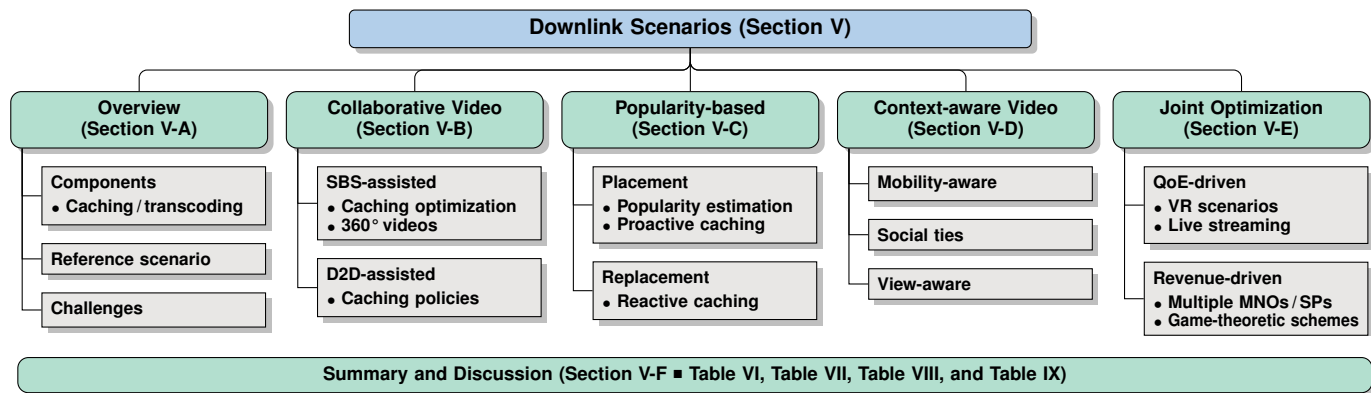 Downlink Scenarios (Section V)
Overview
(Section V-A)
Components
• Caching / transcoding
Reference scenario
Challenges
Collaborative Video
(Section V-B)
SBS-assisted
• Caching optimization
• 360° videos
D2D-assisted
• Caching policies
Popularity-based
(Section V-C)
Placement
• Popularity estimation
• Proactive caching
Replacement
• Reactive caching
Context-aware Video
(Section V-D)
Mobility-aware
Social ties
View-aware
Joint Optimization
(Section V-E)
QoE-driven
• VR scenarios
• Live streaming
Revenue-driven
• Multiple MNOs / SPs
• Game-theoretic schemes
Summary and Discussion (Section V-F ■ Table VI, Table VII, Table VIII, and Table IX)